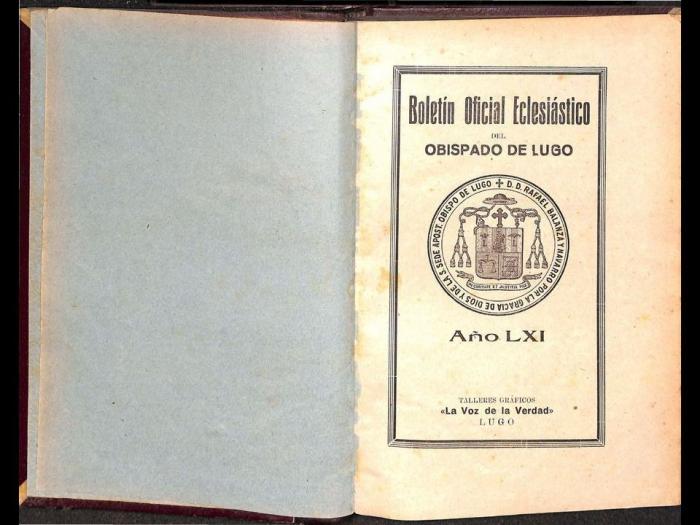 Boletín Oficial Eclesiástico
DEL
OBISPADO DE LUGO
✠ D. D. RAFAEL BALANZA Y NAVARRO POR LA GRACIA DE DIOS Y DE LA S. SEDE APOST. OBISPO DE LUGO
Año LXI
TALLERES GRÁFICOS
«La Voz de la Verdad»
LUGO